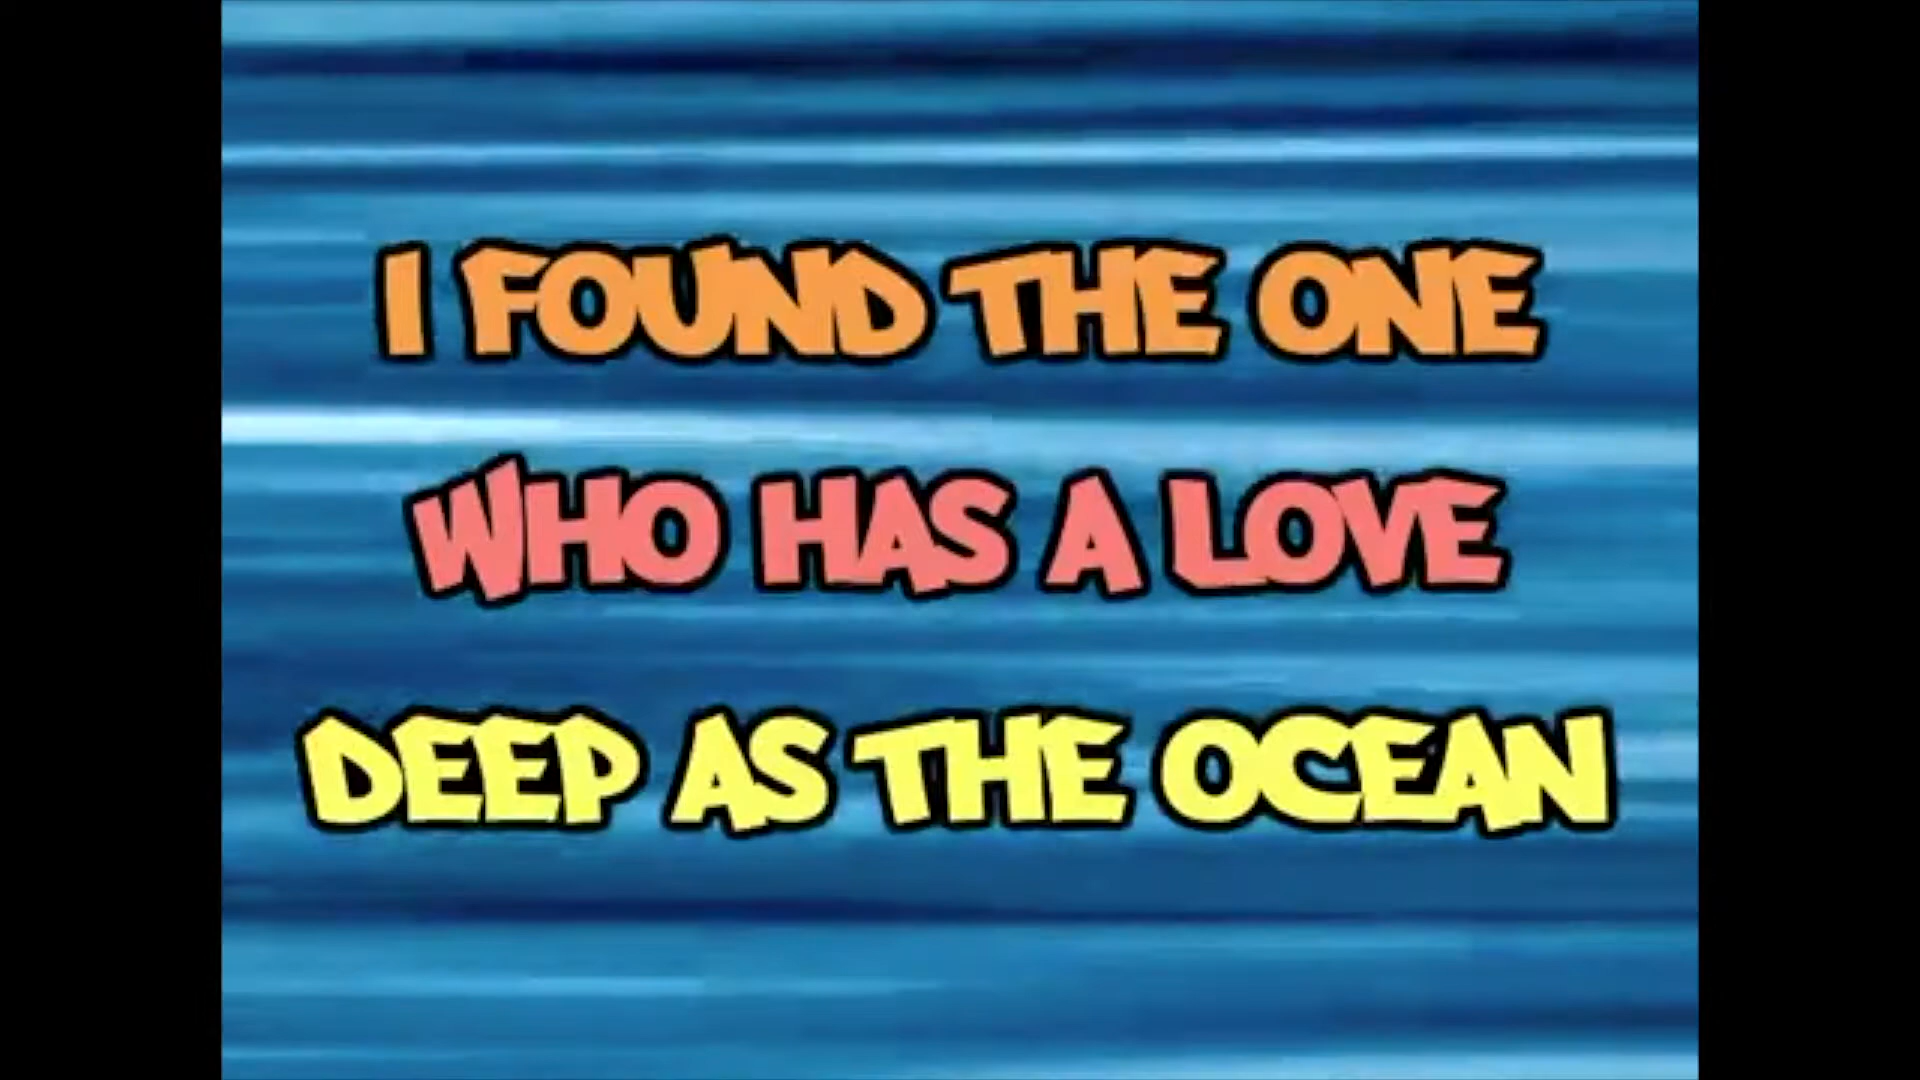 I FOUND THE ONE
WHO HAS A LOVE
DEEP AS THE OCEAN